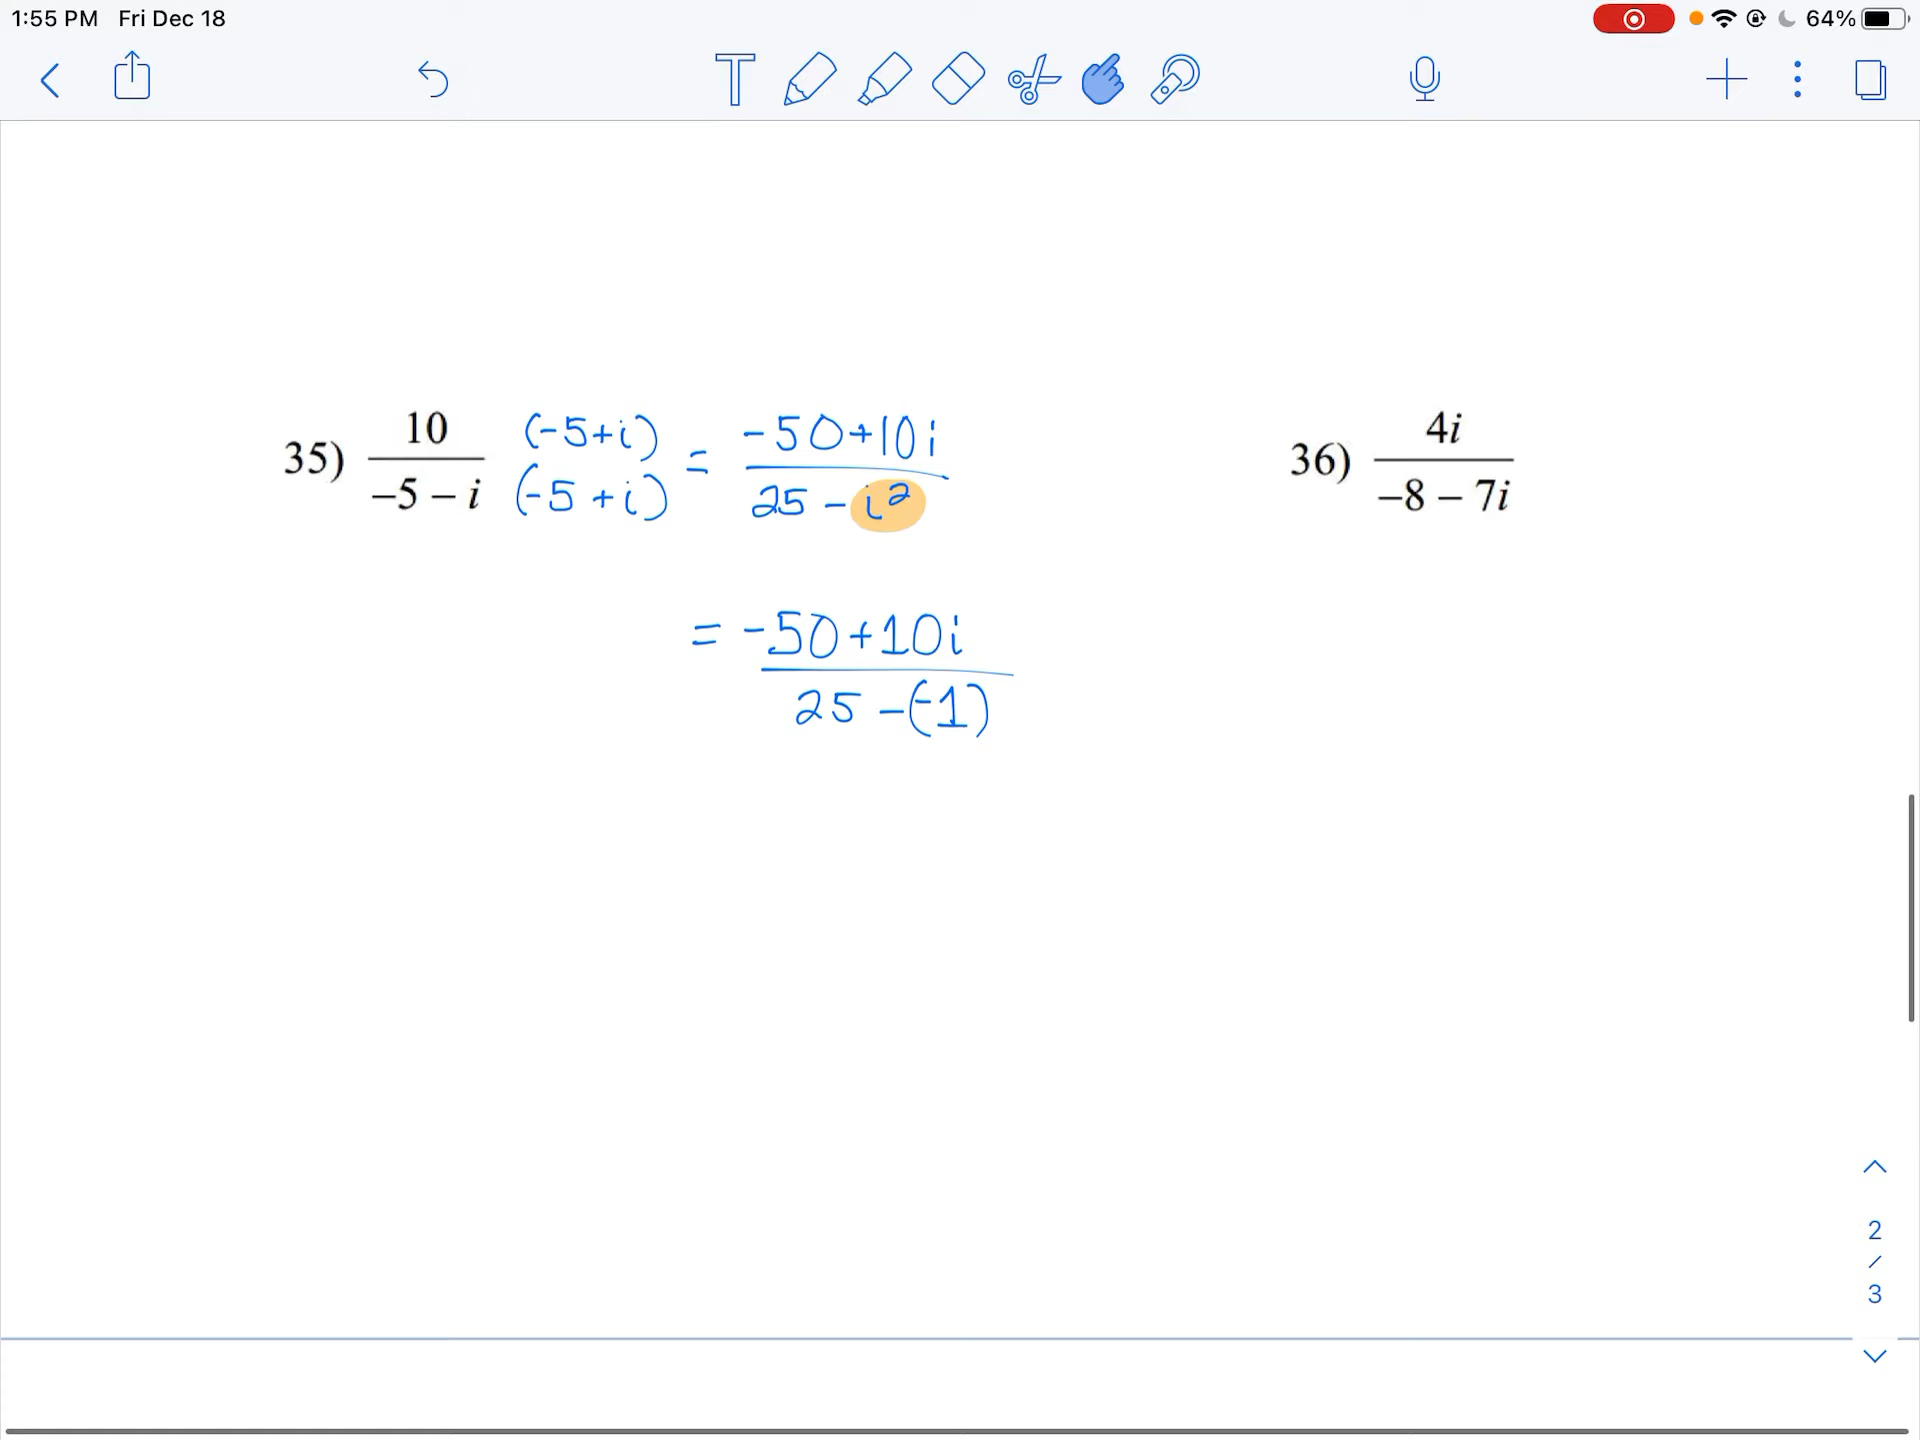 1:55 PM Fri Dec 18
64%
T
35) 10 / (−5 − i) (-5+i) / (-5+i) = (-50+10i) / (25 - i²)
= (-50+10i) / (25 -(-1))
36) 4i / (−8 − 7i)
2
/
3